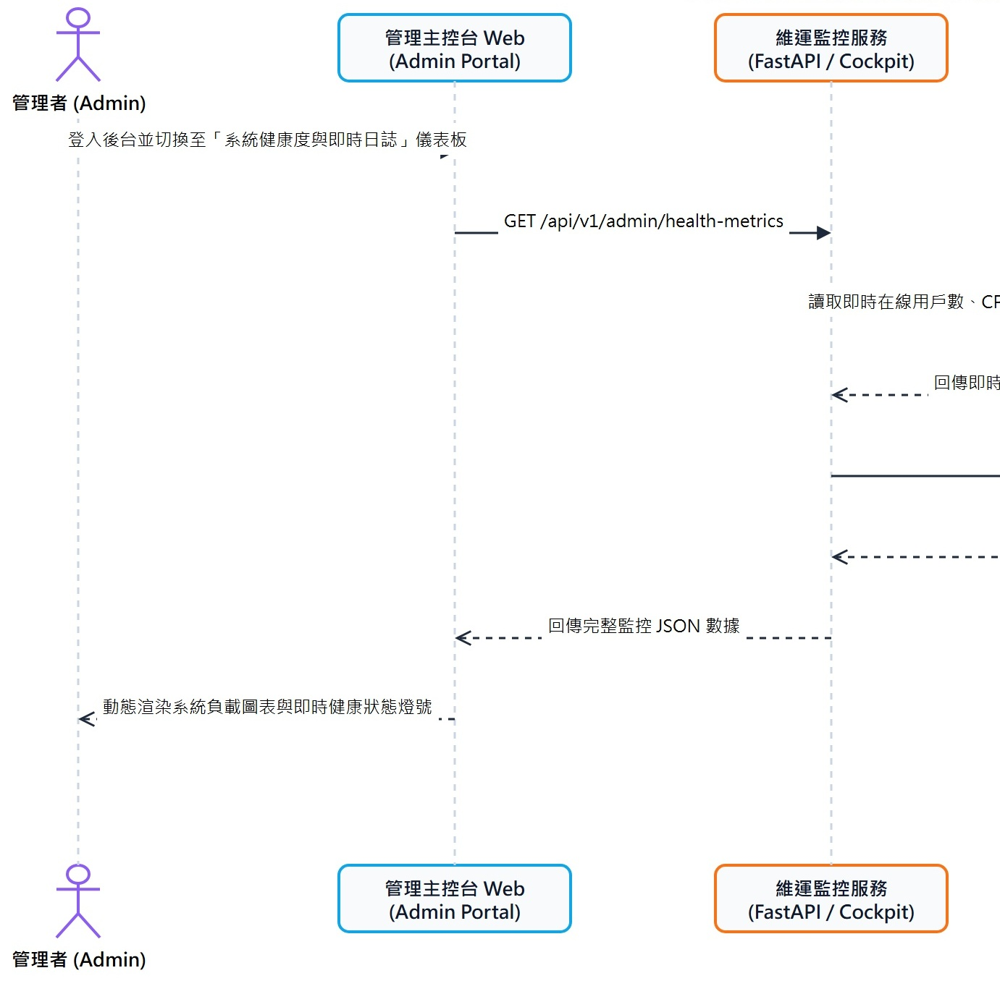 管理主控台 Web
(Admin Portal)
維運監控服務
(FastAPI / Cockpit)
管理者 (Admin)
登入後台並切換至「系統健康度與即時日誌」儀表板
GET /api/v1/admin/health-metrics
讀取即時在線用戶數、CP
回傳即時
回傳完整監控 JSON 數據
動態渲染系統負載圖表與即時健康狀態燈號
管理主控台 Web
(Admin Portal)
維運監控服務
(FastAPI / Cockpit)
管理者 (Admin)